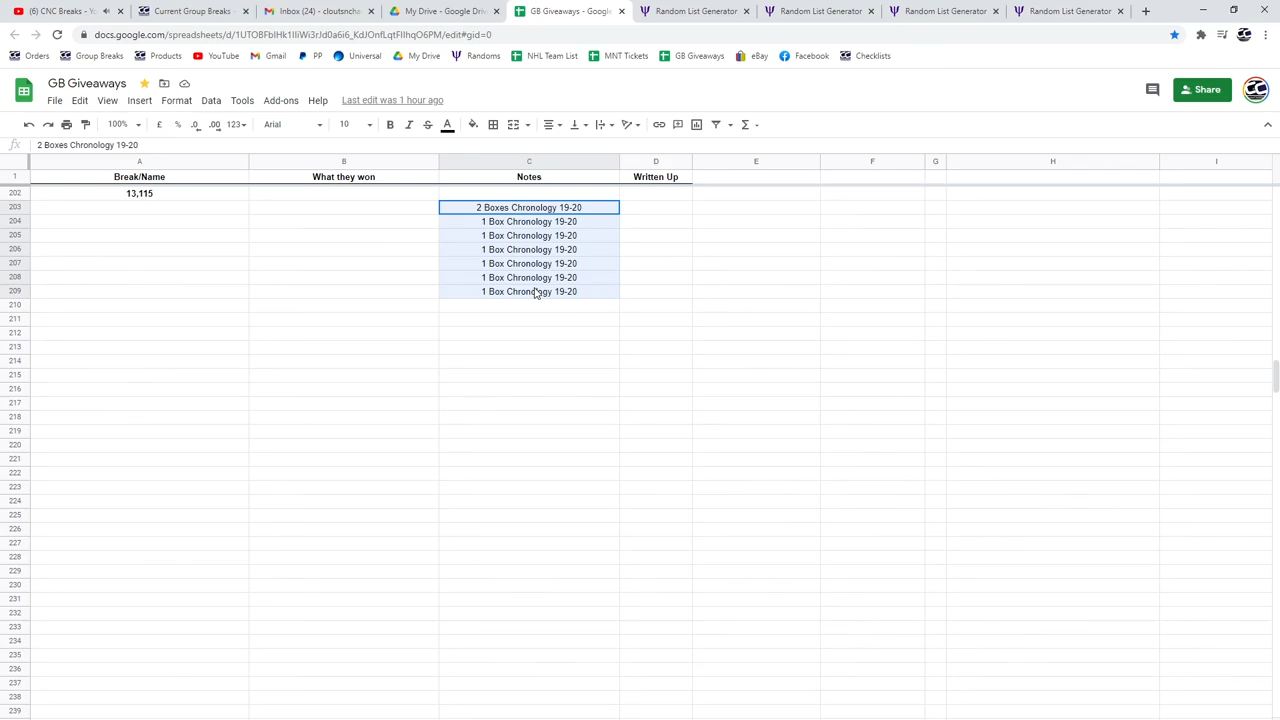 (6) CNC Breaks - Yo
Current Group Breaks -
Inbox (24) - cloutsnchara
My Drive - Google Drive
GB Giveaways - Google
Random List Generator
Random List Generator
Random List Generator
Random List Generator
Orders
Group Breaks
Products
YouTube
Gmail
PP
Universal
My Drive
Randoms
NHL Team List
MNT Tickets
GB Giveaways
eBay
Facebook
Checklists
GB Giveaways
File Edit View Insert Format Data Tools Add-ons Help Last edit was 1 hour ago
Share
100% £ % .0 .00 123 Arial 10 B I S A Σ
fx 2 Boxes Chronology 19-20
A B C D E F G H I
1 Break/Name What they won Notes Written Up
202 13,115
203 2 Boxes Chronology 19-20
204 1 Box Chronology 19-20
205 1 Box Chronology 19-20
206 1 Box Chronology 19-20
207 1 Box Chronology 19-20
208 1 Box Chronology 19-20
209 1 Box Chronology 19-20
210
211
212
213
214
215
216
217
218
219
220
221
222
223
224
225
226
227
228
229
230
231
232
233
234
235
236
237
238
239